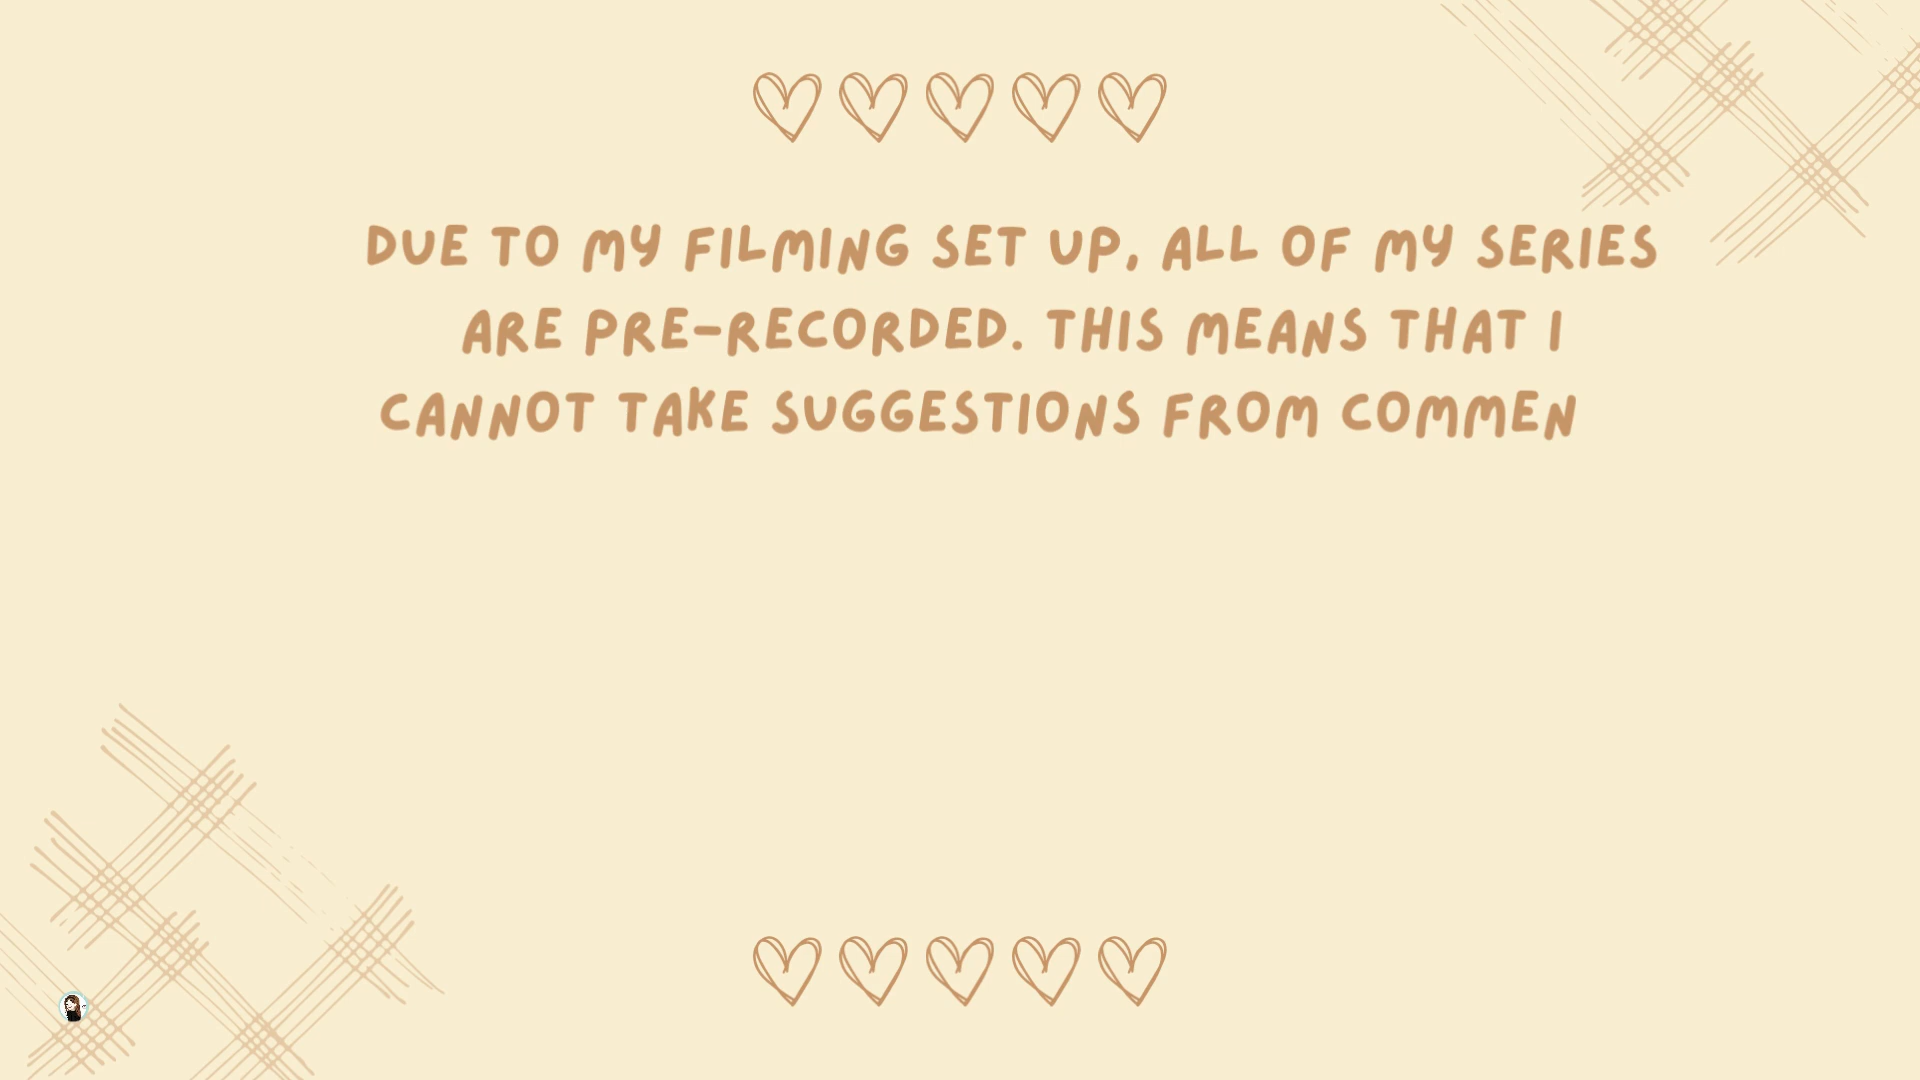 DUE TO MY FILMING SET UP, ALL OF MY SERIES
ARE PRE-RECORDED. THIS MEANS THAT I
CANNOT TAKE SUGGESTIONS FROM COMMEN